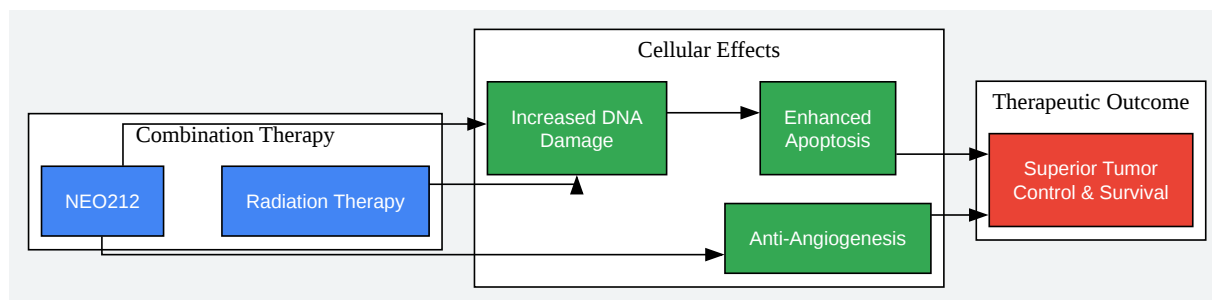 Cellular Effects
Increased DNA
Damage
Enhanced
Apoptosis
Anti-Angiogenesis
Combination Therapy
NEO212
Radiation Therapy
Therapeutic Outcome
Superior Tumor
Control & Survival